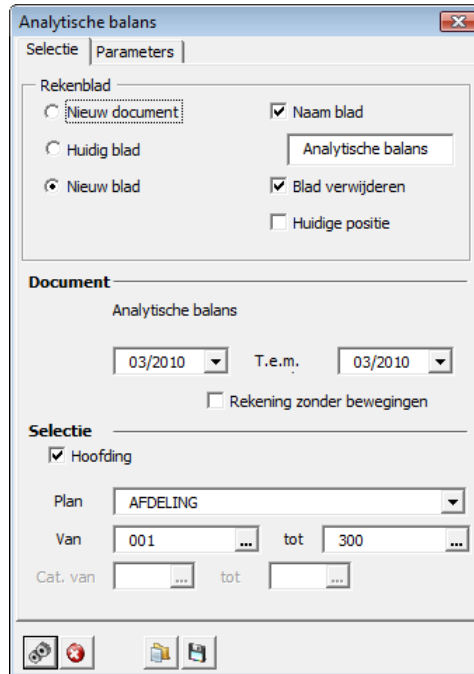 Analytische balans
Selectie Parameters
Rekenblad
Nieuw document Naam blad
Huidig blad Analytische balans
Nieuw blad Blad verwijderen
Huidige positie
Document
Analytische balans
03/2010 T.e.m. 03/2010
Rekening zonder bewegingen
Selectie
Hoofding
Plan AFDELING
Van 001 ... tot 300 ...
Cat. van ... tot ...